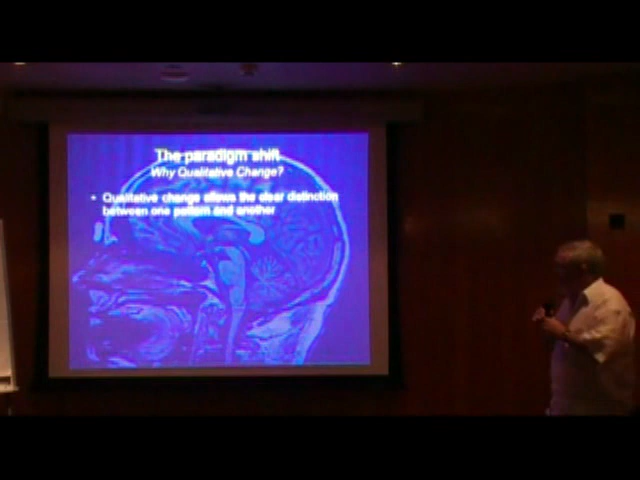 The paradigm shift
Why Qualitative Change?
• Qualitative change allows the clear distinction
between one pattern and another